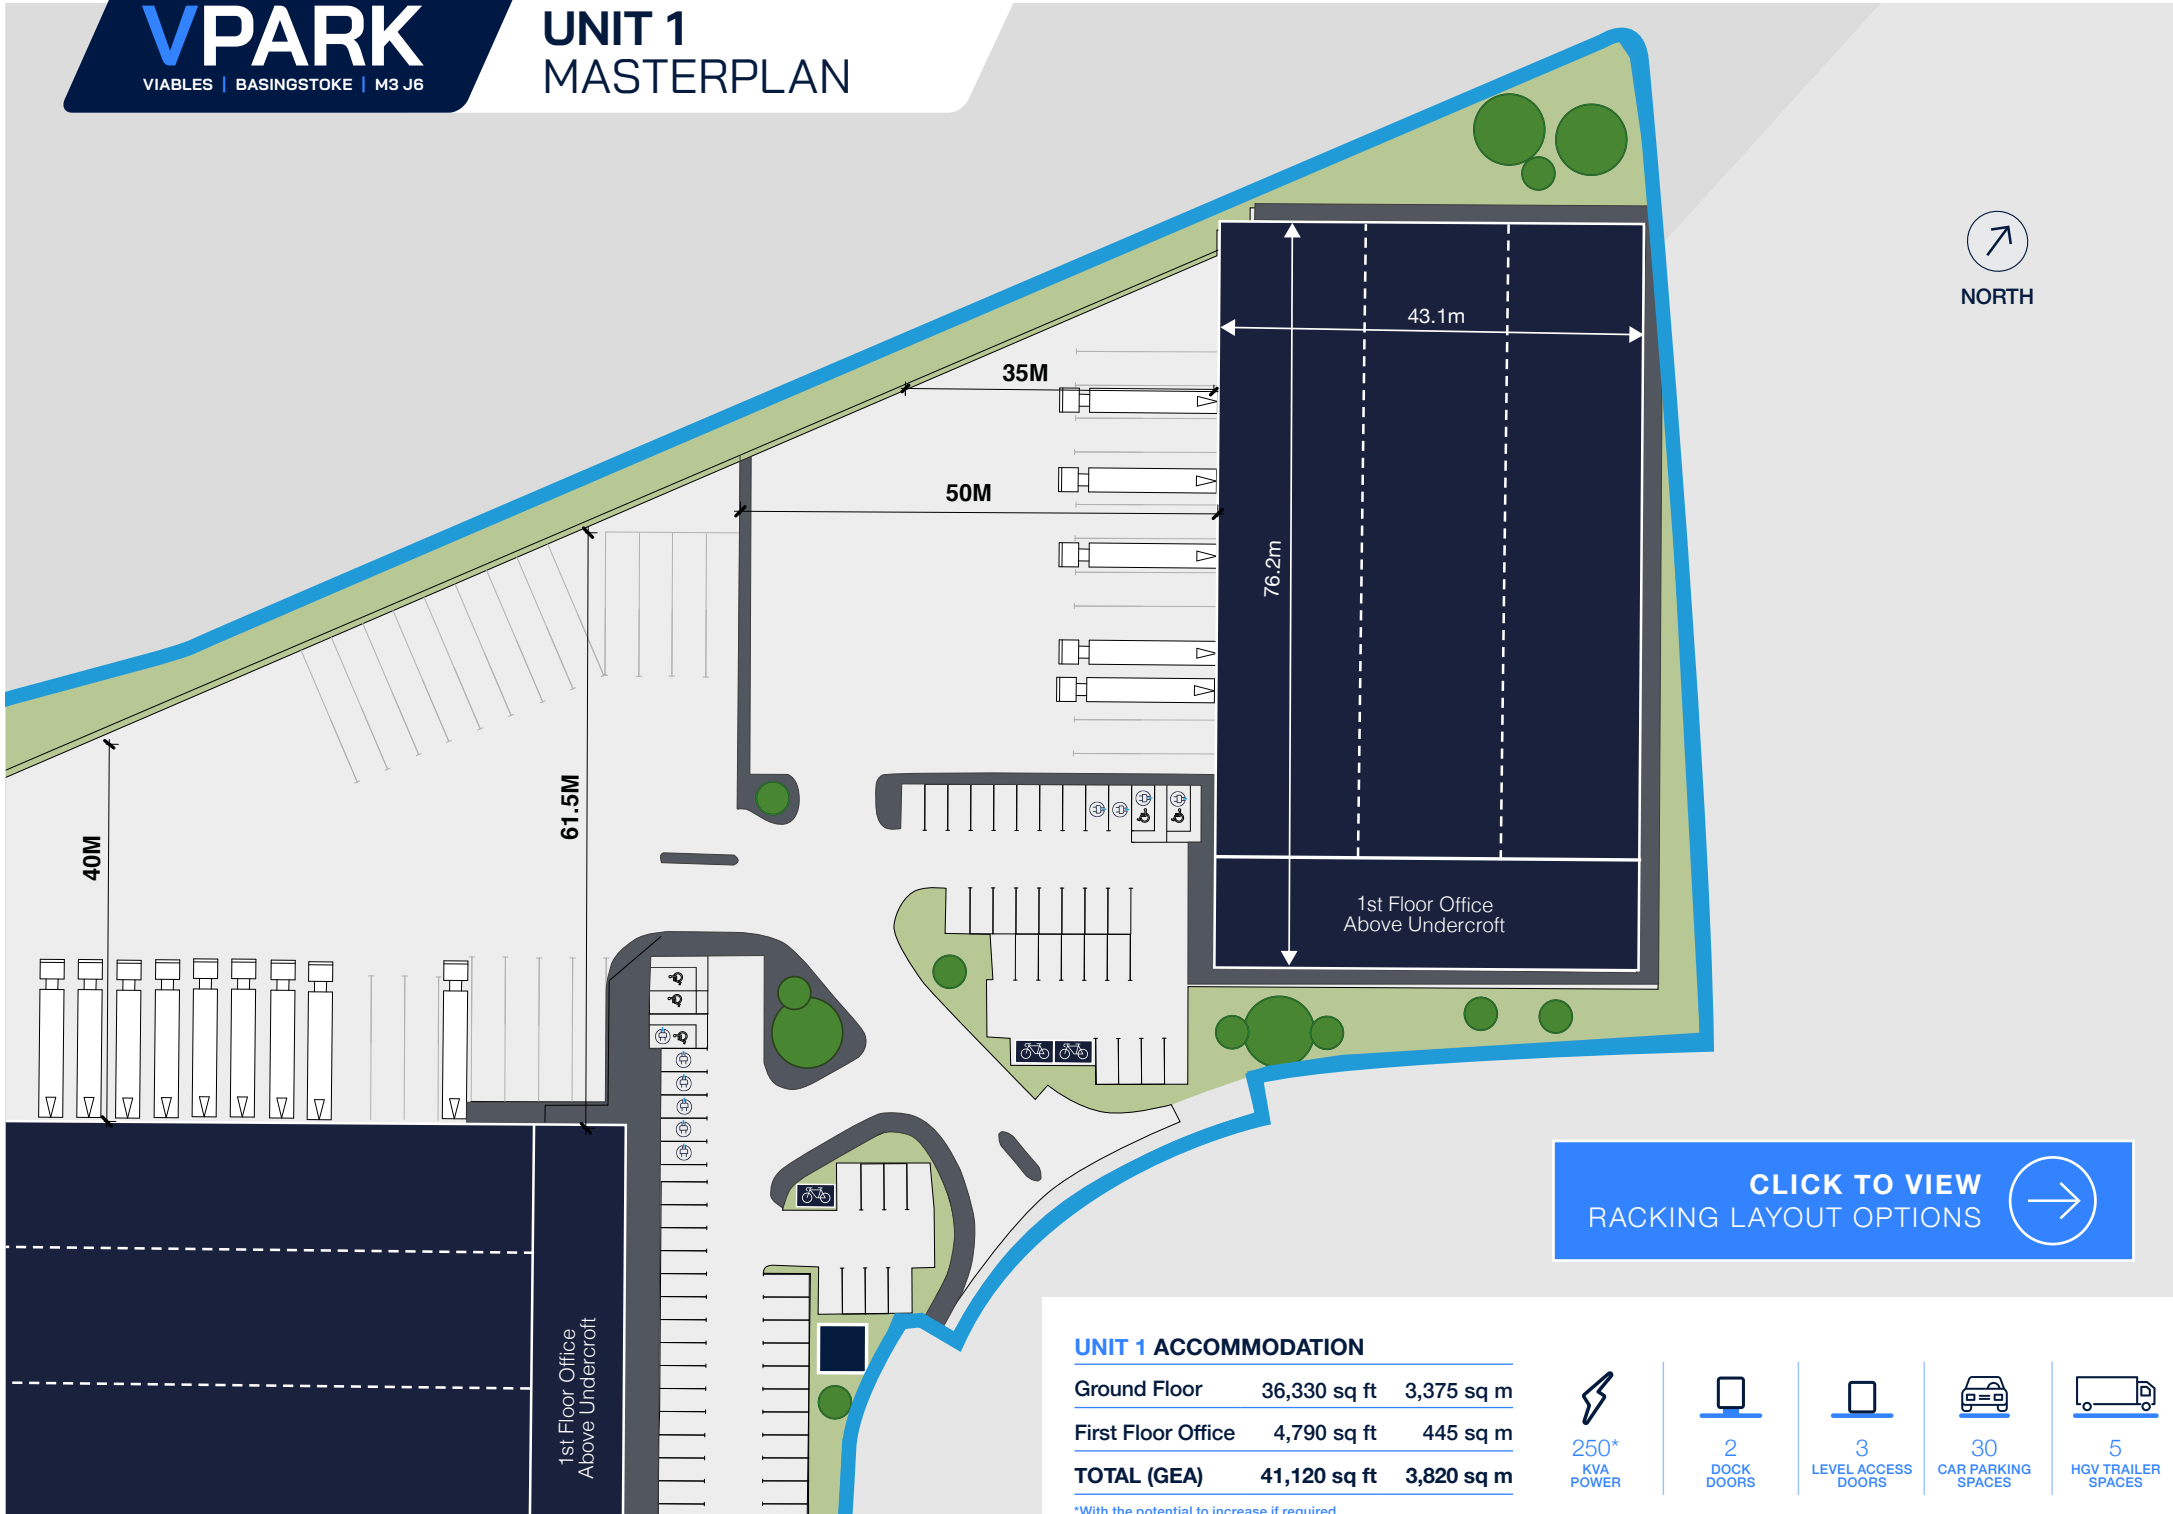 VPARK
VIABLES | BASINGSTOKE | M3 J6
UNIT 1
MASTERPLAN
NORTH
43.1m
35M
50M
76.2m
61.5M
40M
1st Floor Office
Above Undercroft
1st Floor Office
Above Undercroft
CLICK TO VIEW
RACKING LAYOUT OPTIONS
UNIT 1 ACCOMMODATION
Ground Floor 36,330 sq ft 3,375 sq m
First Floor Office 4,790 sq ft 445 sq m
TOTAL (GEA) 41,120 sq ft 3,820 sq m
*With the potential to increase if required
250*
KVA
POWER
2
DOCK
DOORS
3
LEVEL ACCESS
DOORS
30
CAR PARKING
SPACES
5
HGV TRAILER
SPACES